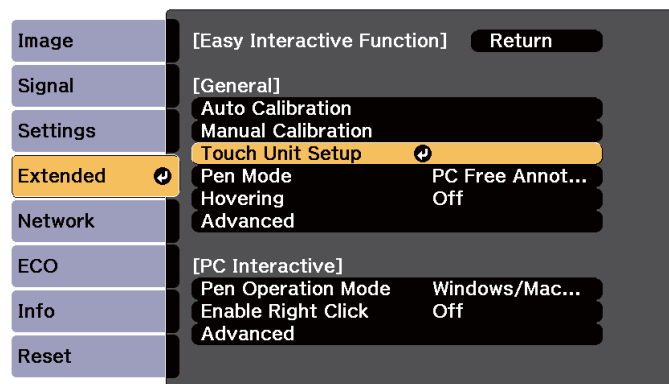 Image
Signal
Settings
Extended
Network
ECO
Info
Reset
[Easy Interactive Function] Return
[General]
Auto Calibration
Manual Calibration
Touch Unit Setup
Pen Mode PC Free Annot...
Hovering Off
Advanced
[PC Interactive]
Pen Operation Mode Windows/Mac...
Enable Right Click Off
Advanced